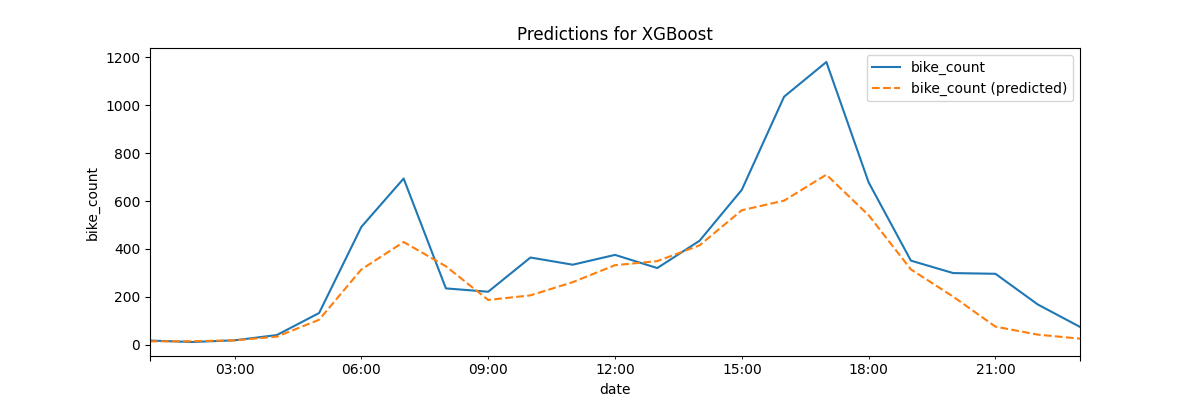 Predictions for XGBoost
bike_count
bike_count (predicted)
1200
1000
800
600
400
200
0
bike_count
03:00
06:00
09:00
12:00
15:00
18:00
21:00
date